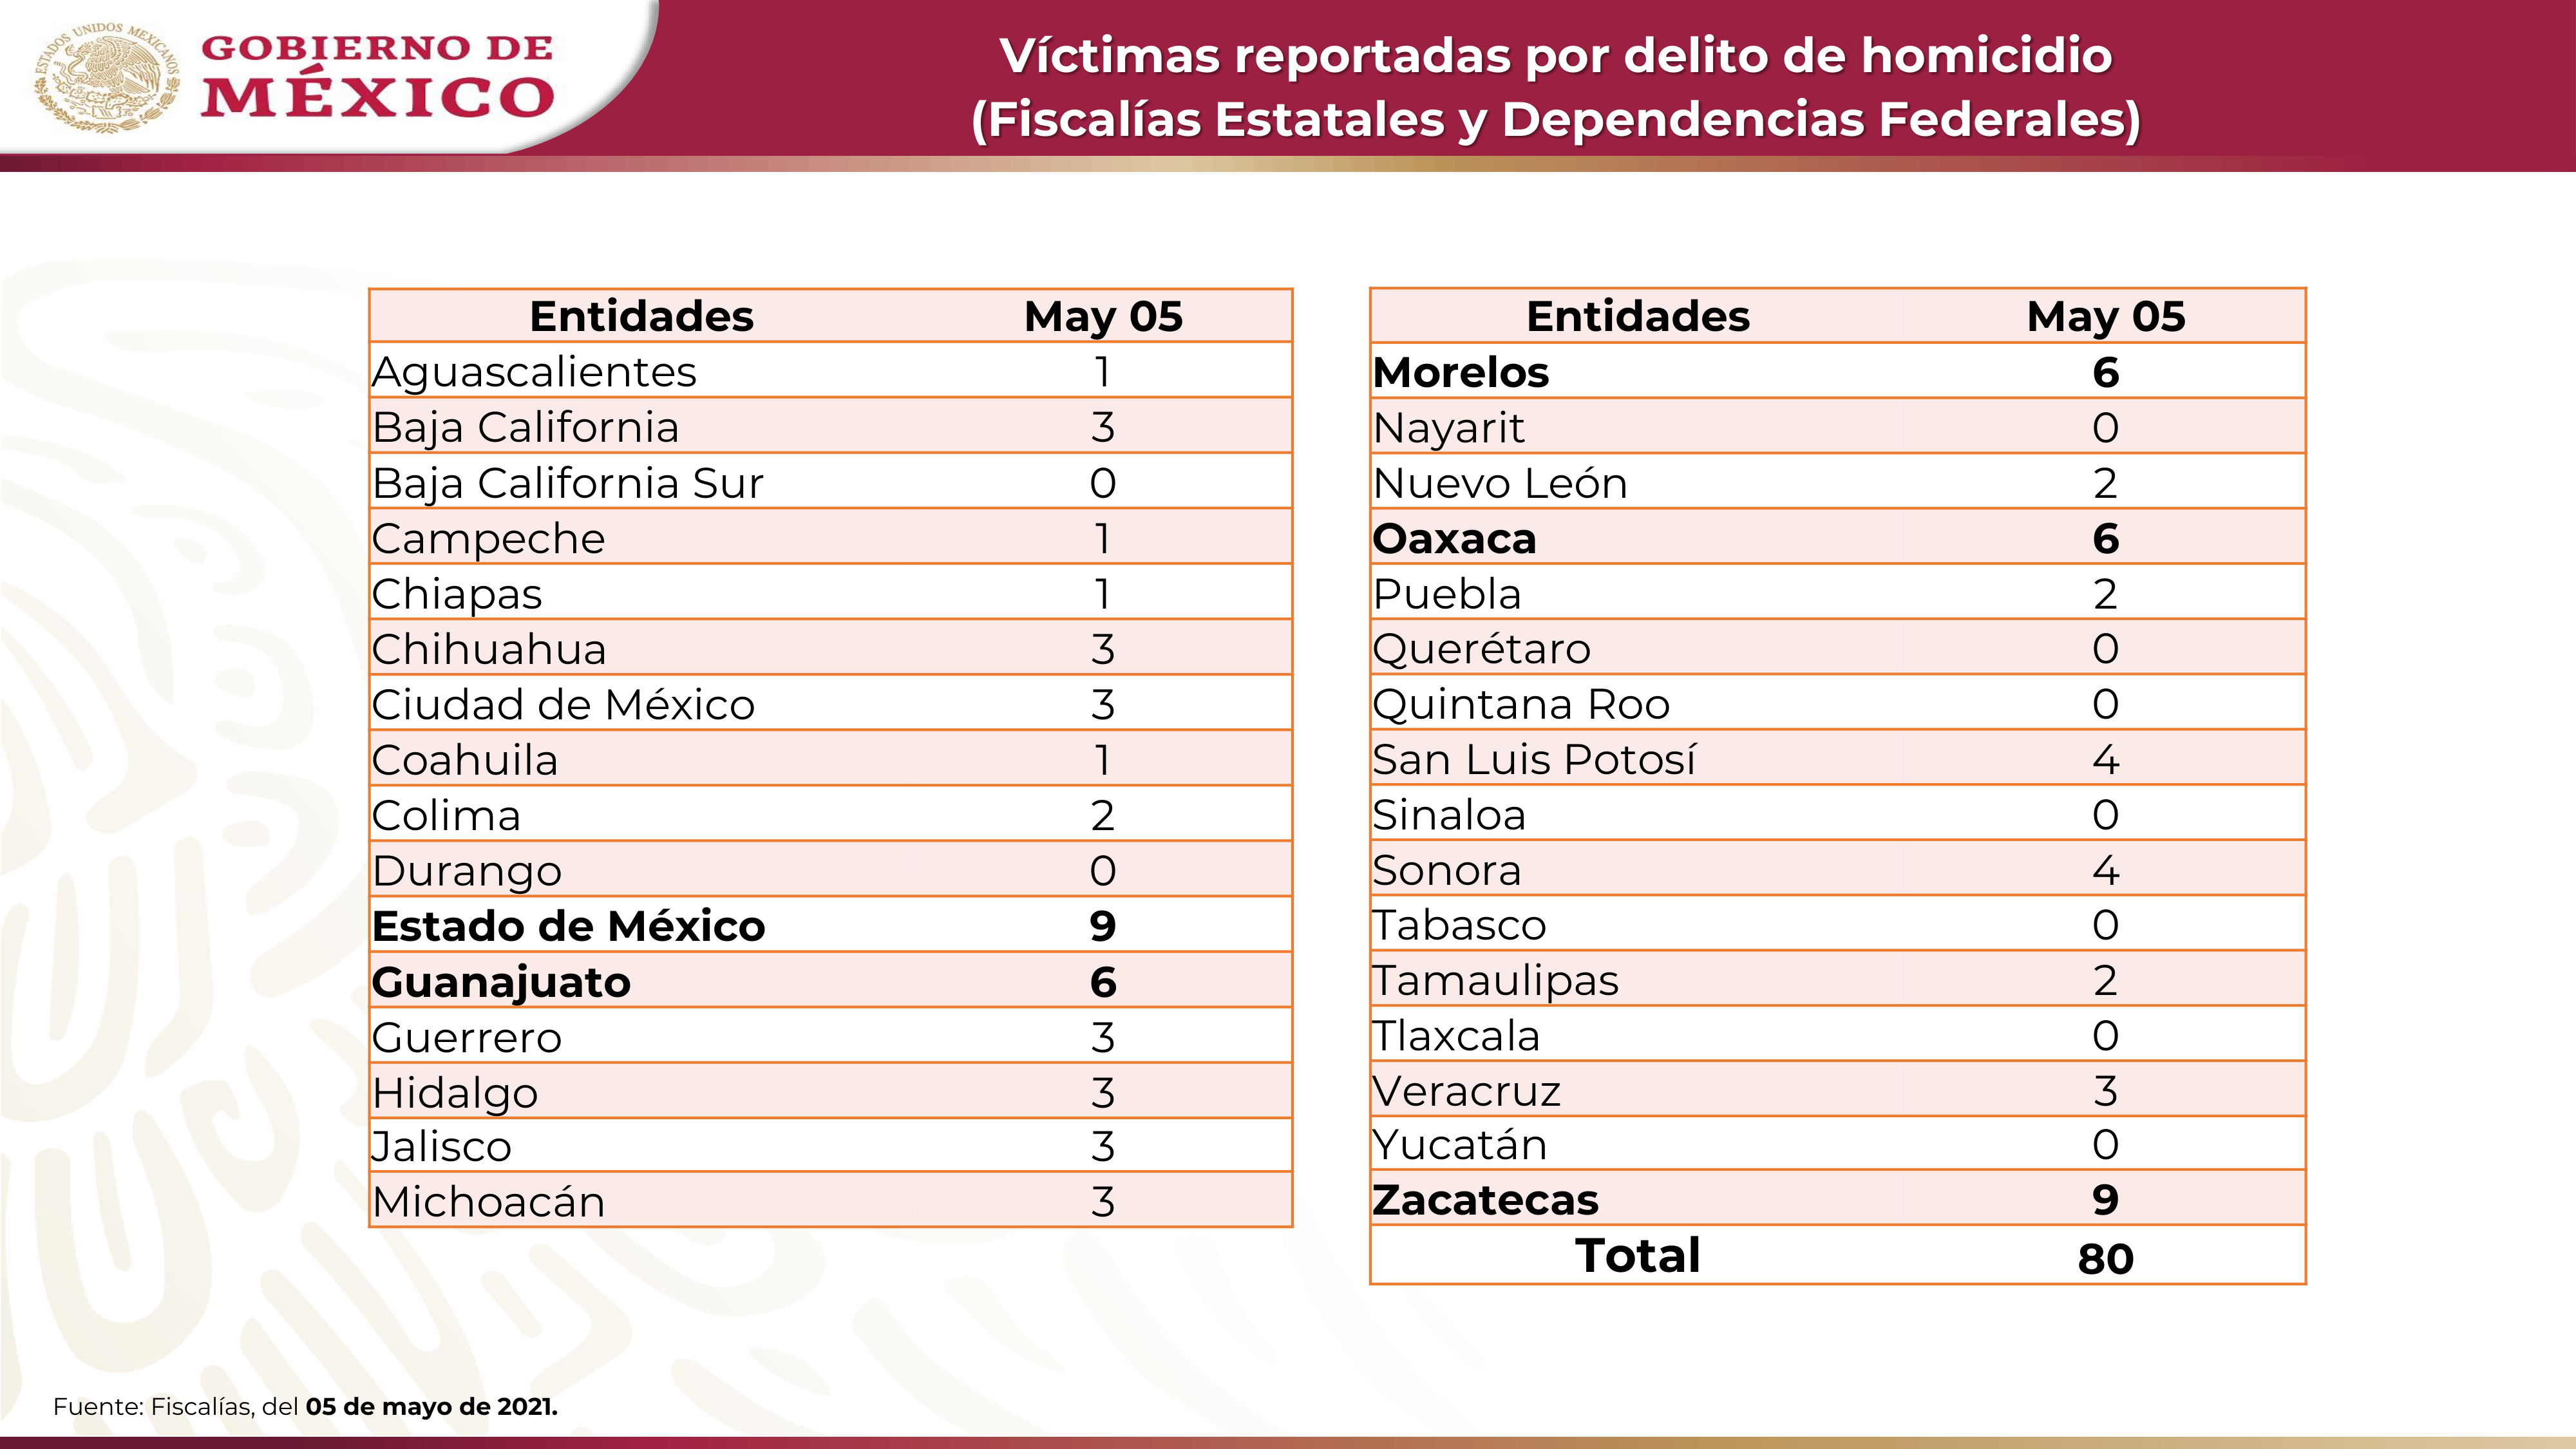 ESTADOS UNIDOS MEXICANOS
GOBIERNO DE
MÉXICO
Víctimas reportadas por delito de homicidio
(Fiscalías Estatales y Dependencias Federales)
Entidades May 05
Aguascalientes 1
Baja California 3
Baja California Sur 0
Campeche 1
Chiapas 1
Chihuahua 3
Ciudad de México 3
Coahuila 1
Colima 2
Durango 0
Estado de México 9
Guanajuato 6
Guerrero 3
Hidalgo 3
Jalisco 3
Michoacán 3
Entidades May 05
Morelos 6
Nayarit 0
Nuevo León 2
Oaxaca 6
Puebla 2
Querétaro 0
Quintana Roo 0
San Luis Potosí 4
Sinaloa 0
Sonora 4
Tabasco 0
Tamaulipas 2
Tlaxcala 0
Veracruz 3
Yucatán 0
Zacatecas 9
Total 80
Fuente: Fiscalías, del 05 de mayo de 2021.